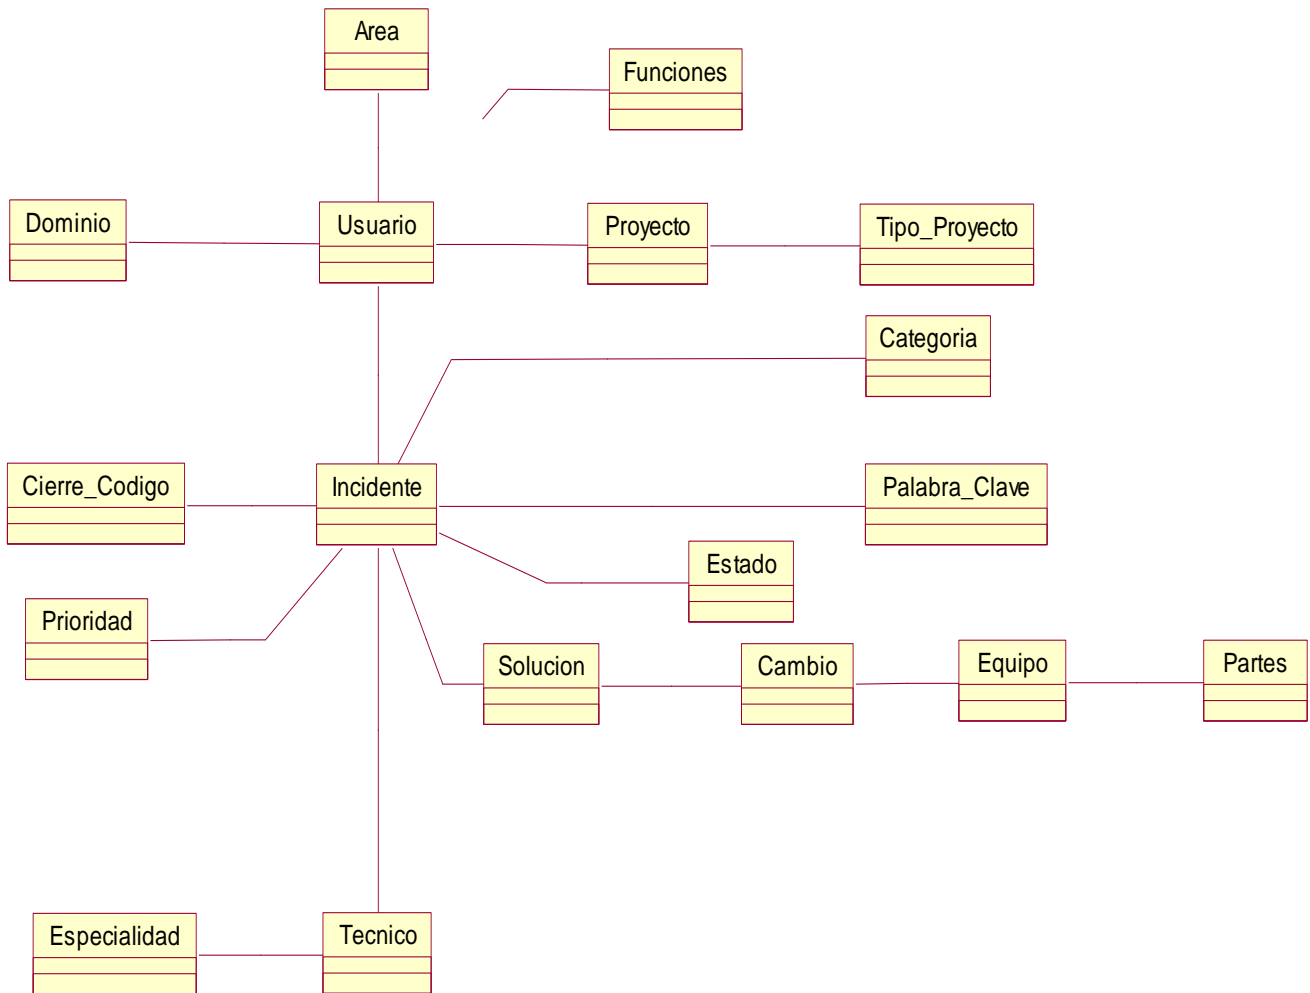 Area
Funciones
Dominio
Usuario
Proyecto
Tipo_Proyecto
Categoria
Cierre_Codigo
Incidente
Palabra_Clave
Estado
Prioridad
Solucion
Cambio
Equipo
Partes
Especialidad
Tecnico